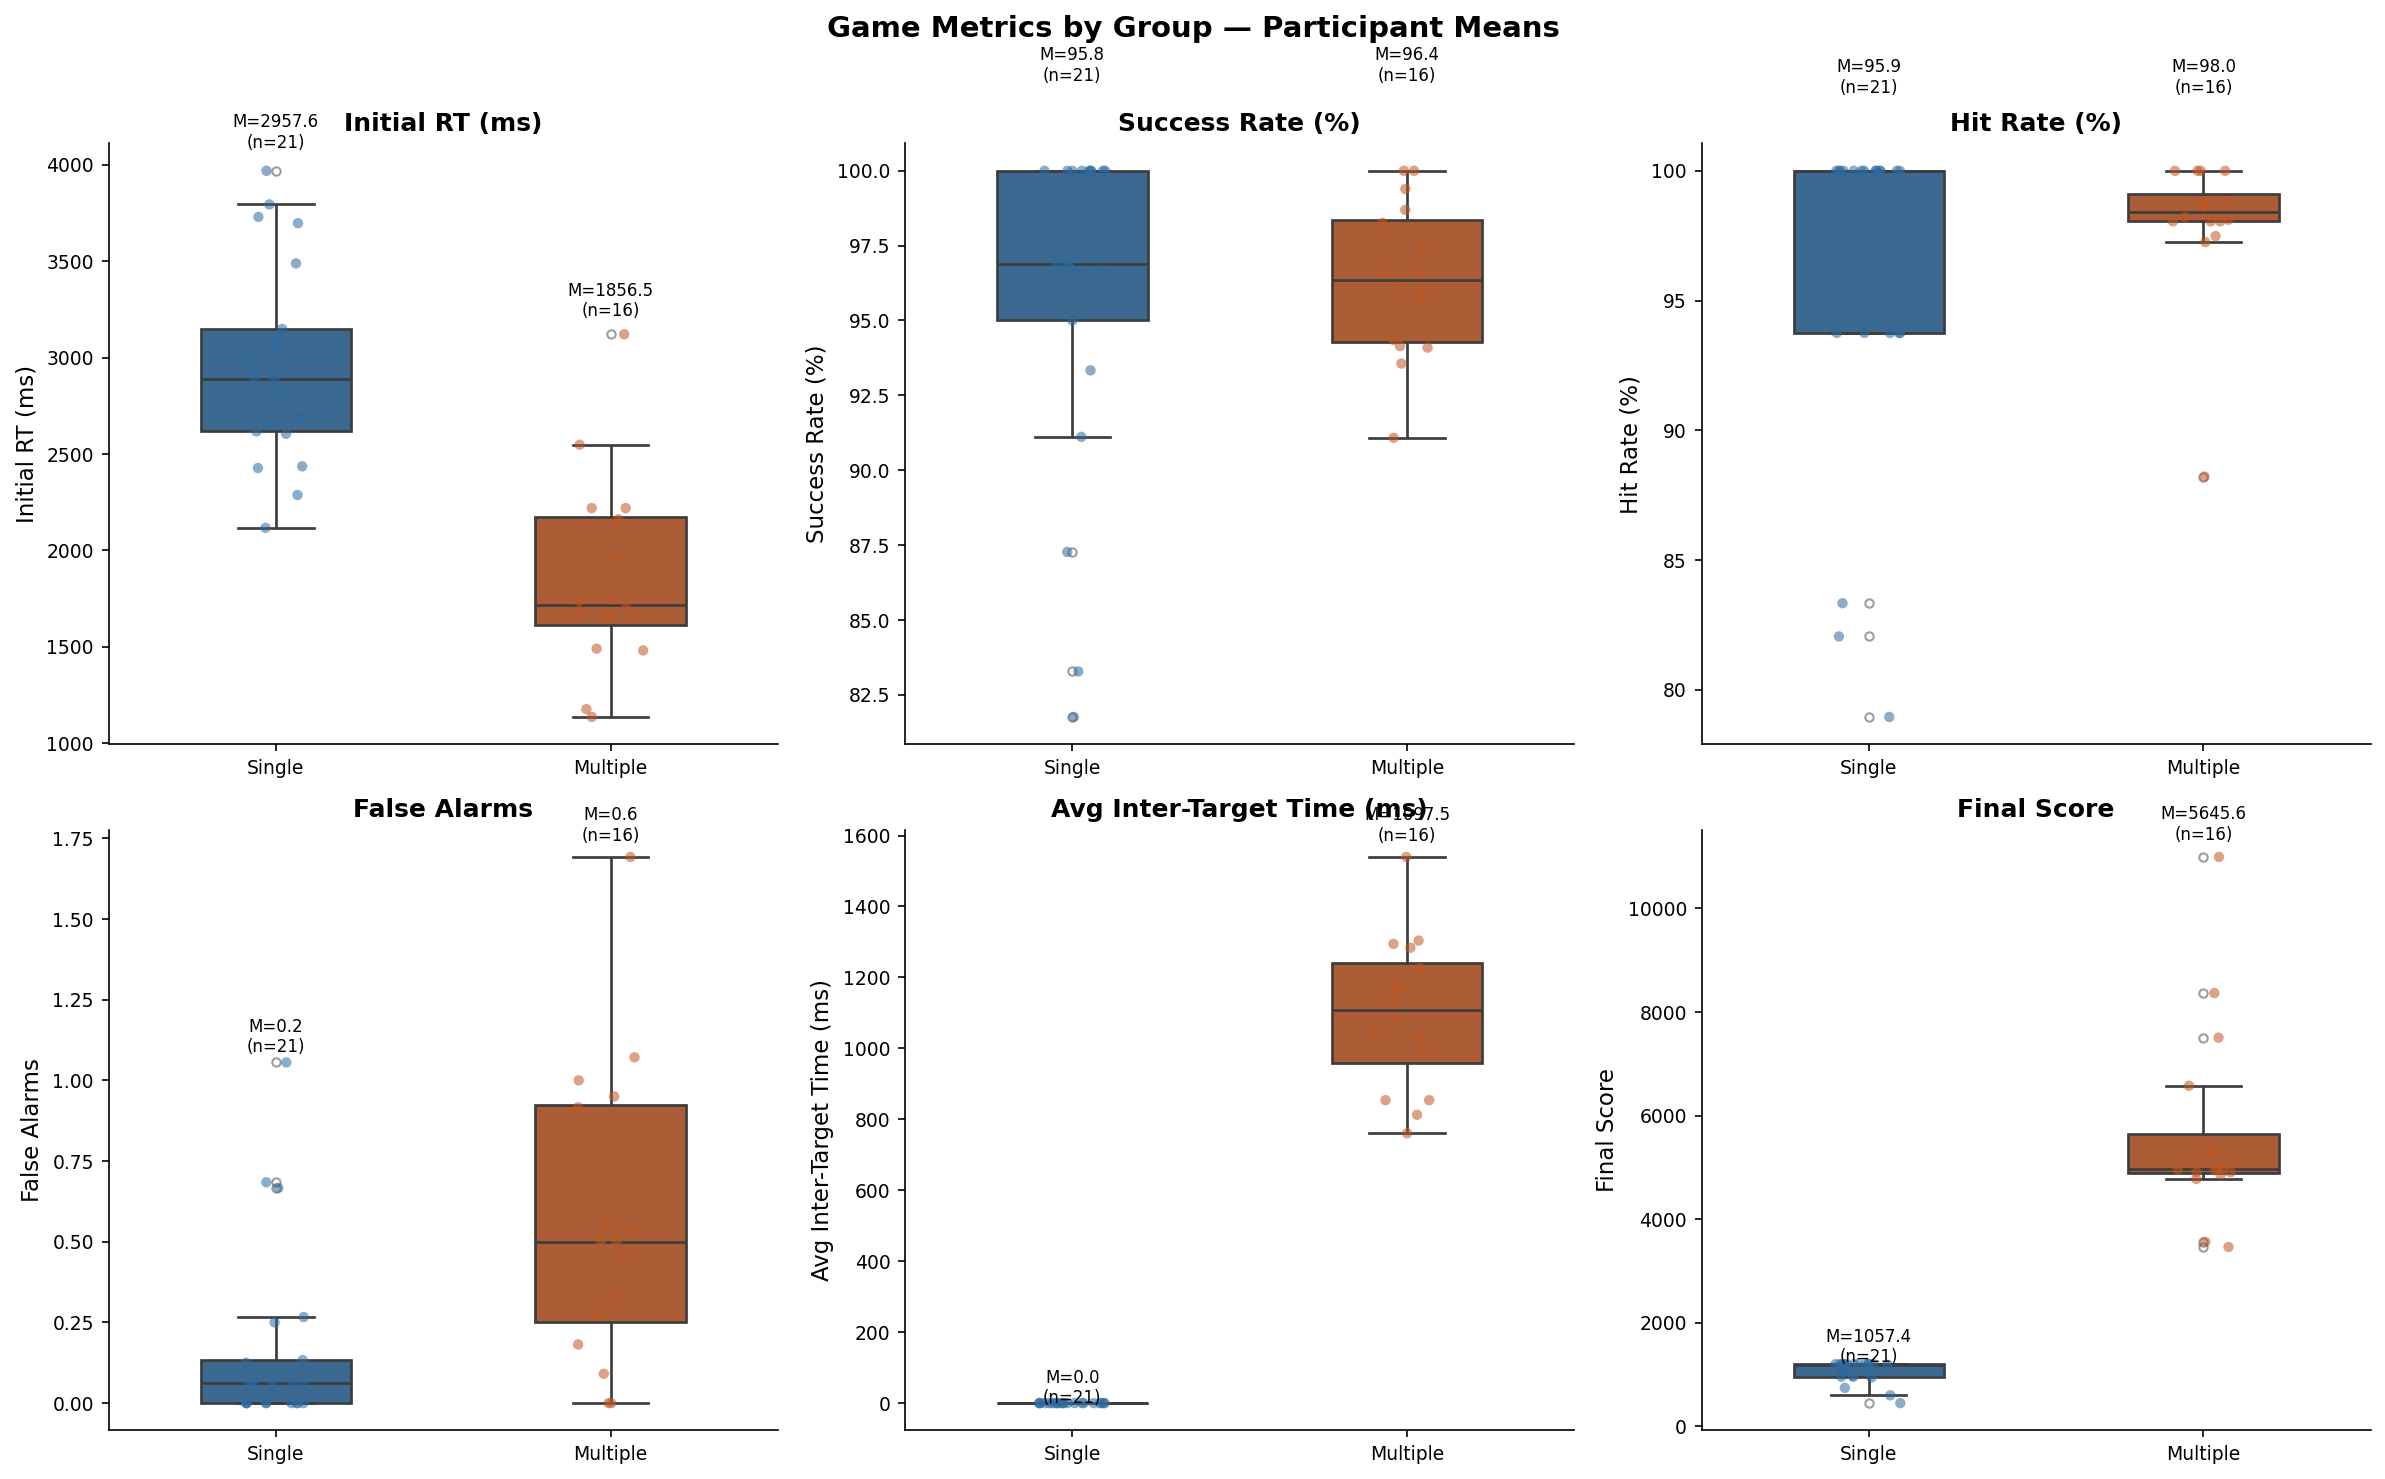 Game Metrics by Group — Participant Means
Initial RT (ms)
M=2957.6
(n=21)
M=1856.5
(n=16)
Initial RT (ms)
4000
3500
3000
2500
2000
1500
1000
Single
Multiple
M=95.8
(n=21)
M=96.4
(n=16)
Success Rate (%)
Success Rate (%)
100.0
97.5
95.0
92.5
90.0
87.5
85.0
82.5
Single
Multiple
M=95.9
(n=21)
M=98.0
(n=16)
Hit Rate (%)
Hit Rate (%)
100
95
90
85
80
Single
Multiple
False Alarms
M=0.6
(n=16)
M=0.2
(n=21)
False Alarms
1.75
1.50
1.25
1.00
0.75
0.50
0.25
0.00
Single
Multiple
Avg Inter-Target Time (ms)
M=1097.5
(n=16)
M=0.0
(n=21)
Avg Inter-Target Time (ms)
1600
1400
1200
1000
800
600
400
200
0
Single
Multiple
Final Score
M=5645.6
(n=16)
M=1057.4
(n=21)
Final Score
10000
8000
6000
4000
2000
0
Single
Multiple